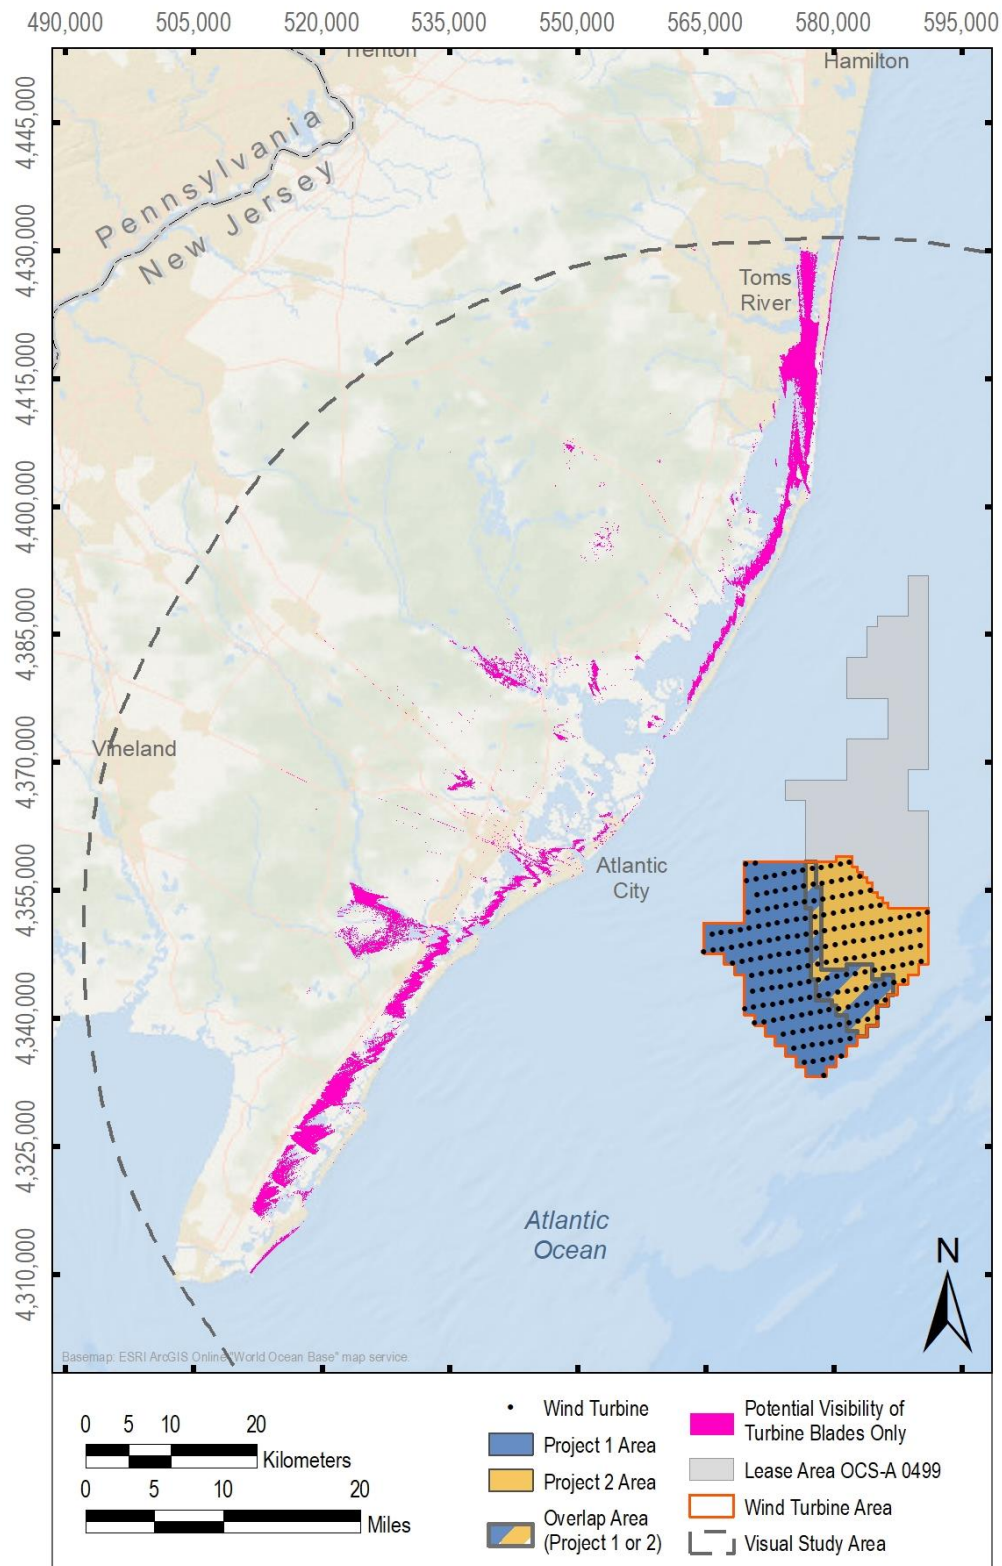 490,000 505,000 520,000 535,000 550,000 565,000 580,000 595,000
Trenton
Hamilton
4,445,000
Pennsylvania
New Jersey
4,430,000
Toms
River
4,415,000
4,400,000
4,385,000
4,370,000
Vineland
4,355,000
Atlantic
City
4,340,000
4,325,000
Atlantic
Ocean
N
4,310,000
Basemap: ESRI ArcGIS Online "World Ocean Base" map service.
0 5 10 20
Kilometers
0 5 10 20
Miles
Wind Turbine
Project 1 Area
Project 2 Area
Overlap Area
(Project 1 or 2)
Potential Visibility of
Turbine Blades Only
Lease Area OCS-A 0499
Wind Turbine Area
Visual Study Area